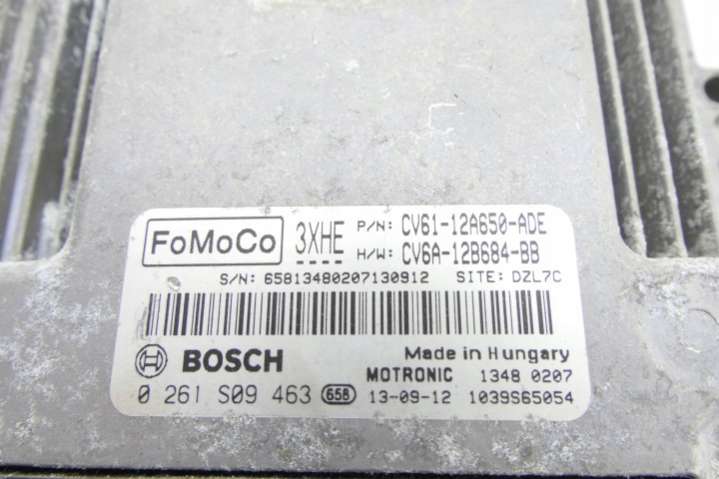 FoMoCo 3XHE P/N: CV61-12A650-ADE
H/W: CV6A-12B684-BB
S/N: 65813480207130912 SITE: DZL7C
BOSCH Made in Hungary
MOTRONIC 1348 0207
0 261 S09 463 658 13-09-12 1039S65054